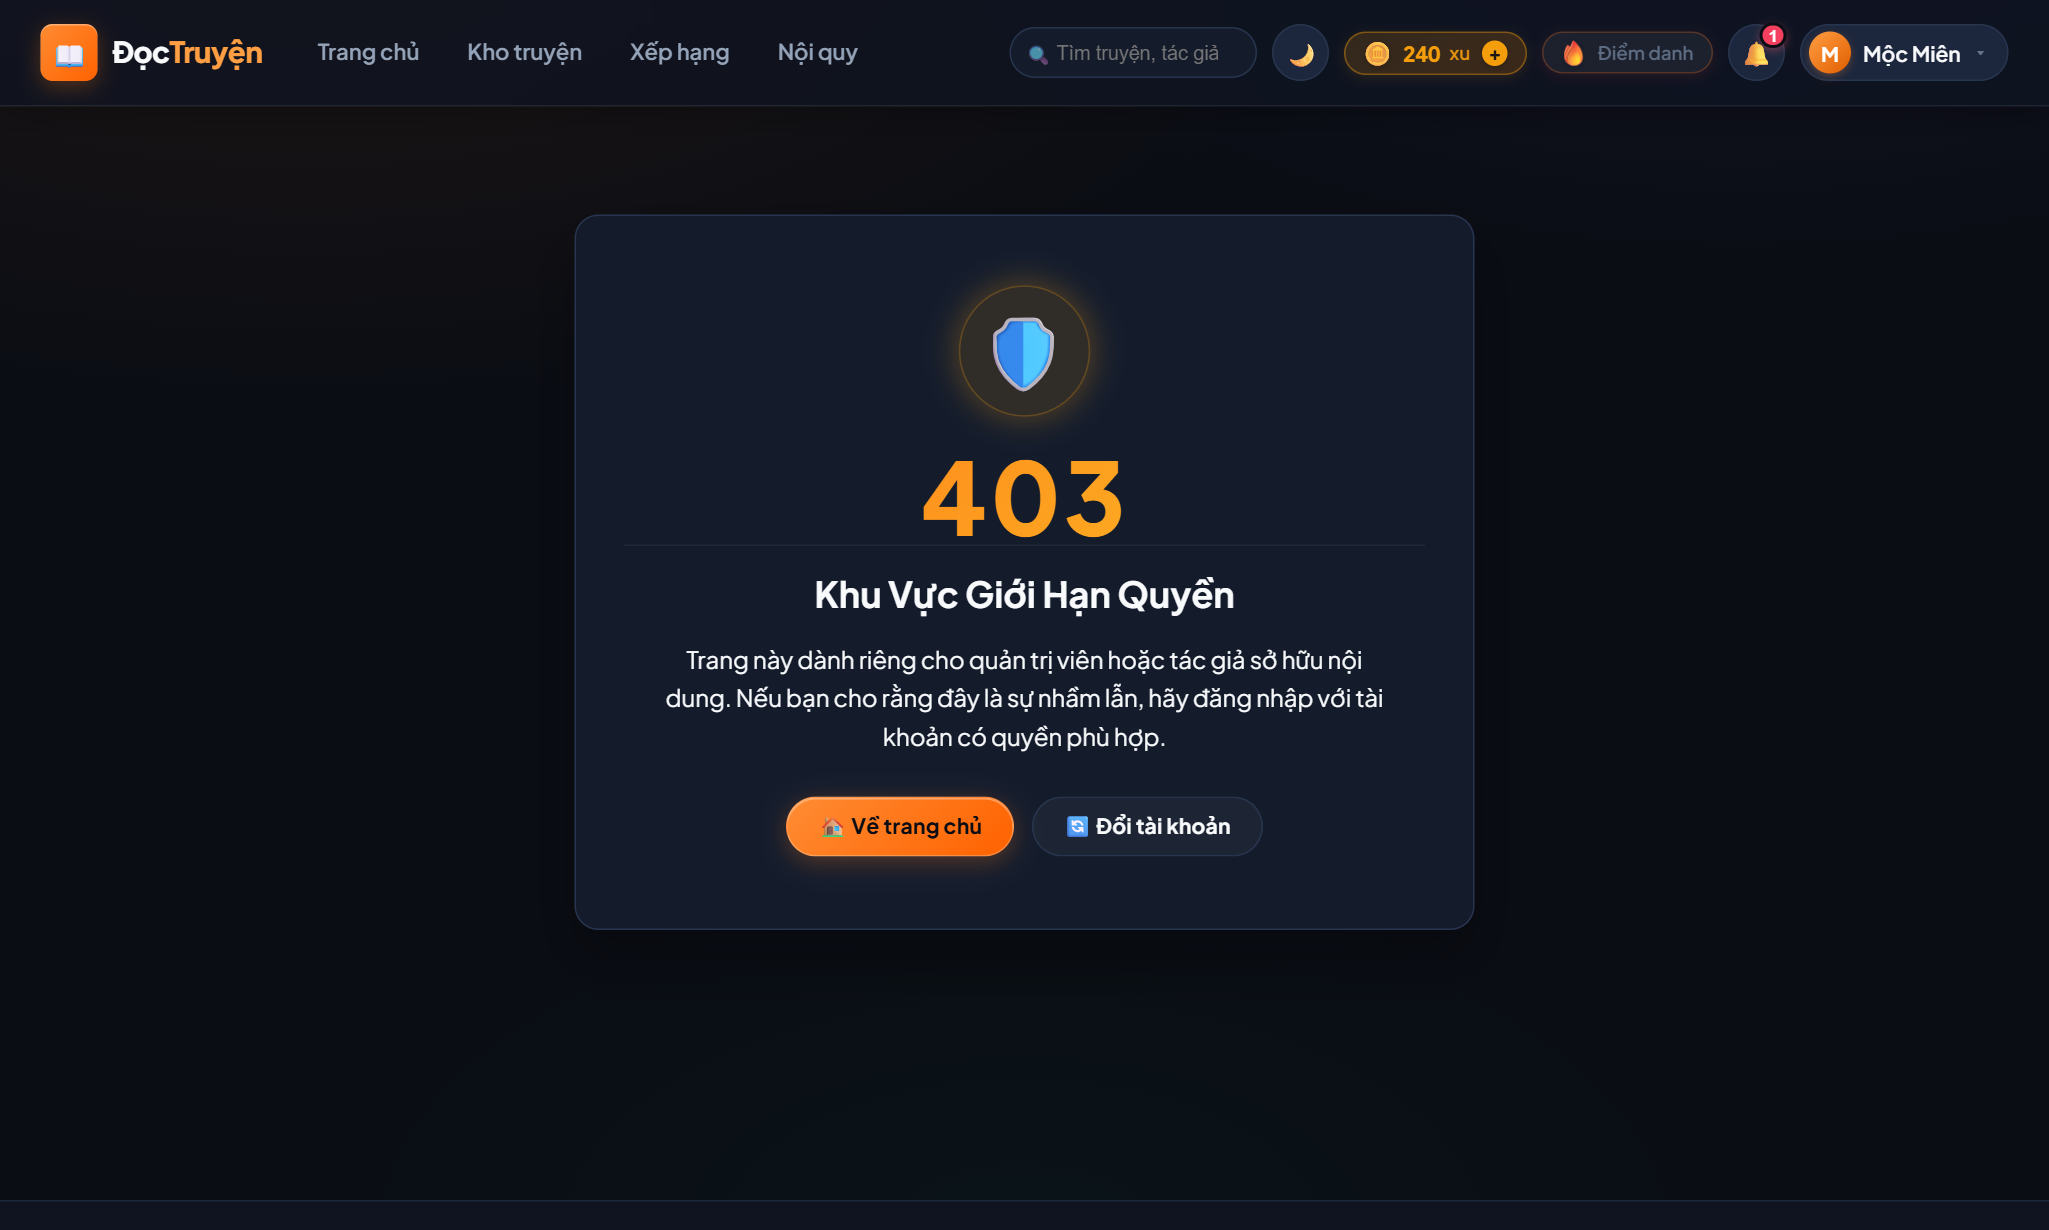 ĐọcTruyện
Trang chủ
Kho truyện
Xếp hạng
Nội quy
Tìm truyện, tác giả
240 xu +
Điểm danh
1
M
Mộc Miên
403
Khu Vực Giới Hạn Quyền
Trang này dành riêng cho quản trị viên hoặc tác giả sở hữu nội
dung. Nếu bạn cho rằng đây là sự nhầm lẫn, hãy đăng nhập với tài
khoản có quyền phù hợp.
Về trang chủ
Đổi tài khoản